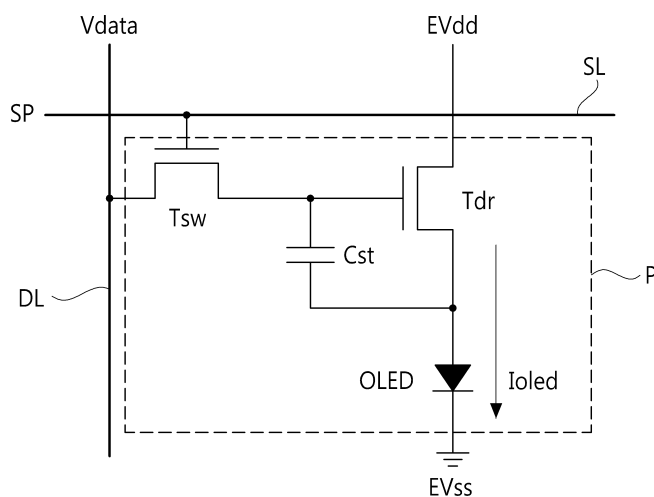 Vdata
EVdd
SL
SP
Tsw
Tdr
Cst
P
DL
OLED
Ioled
EVss